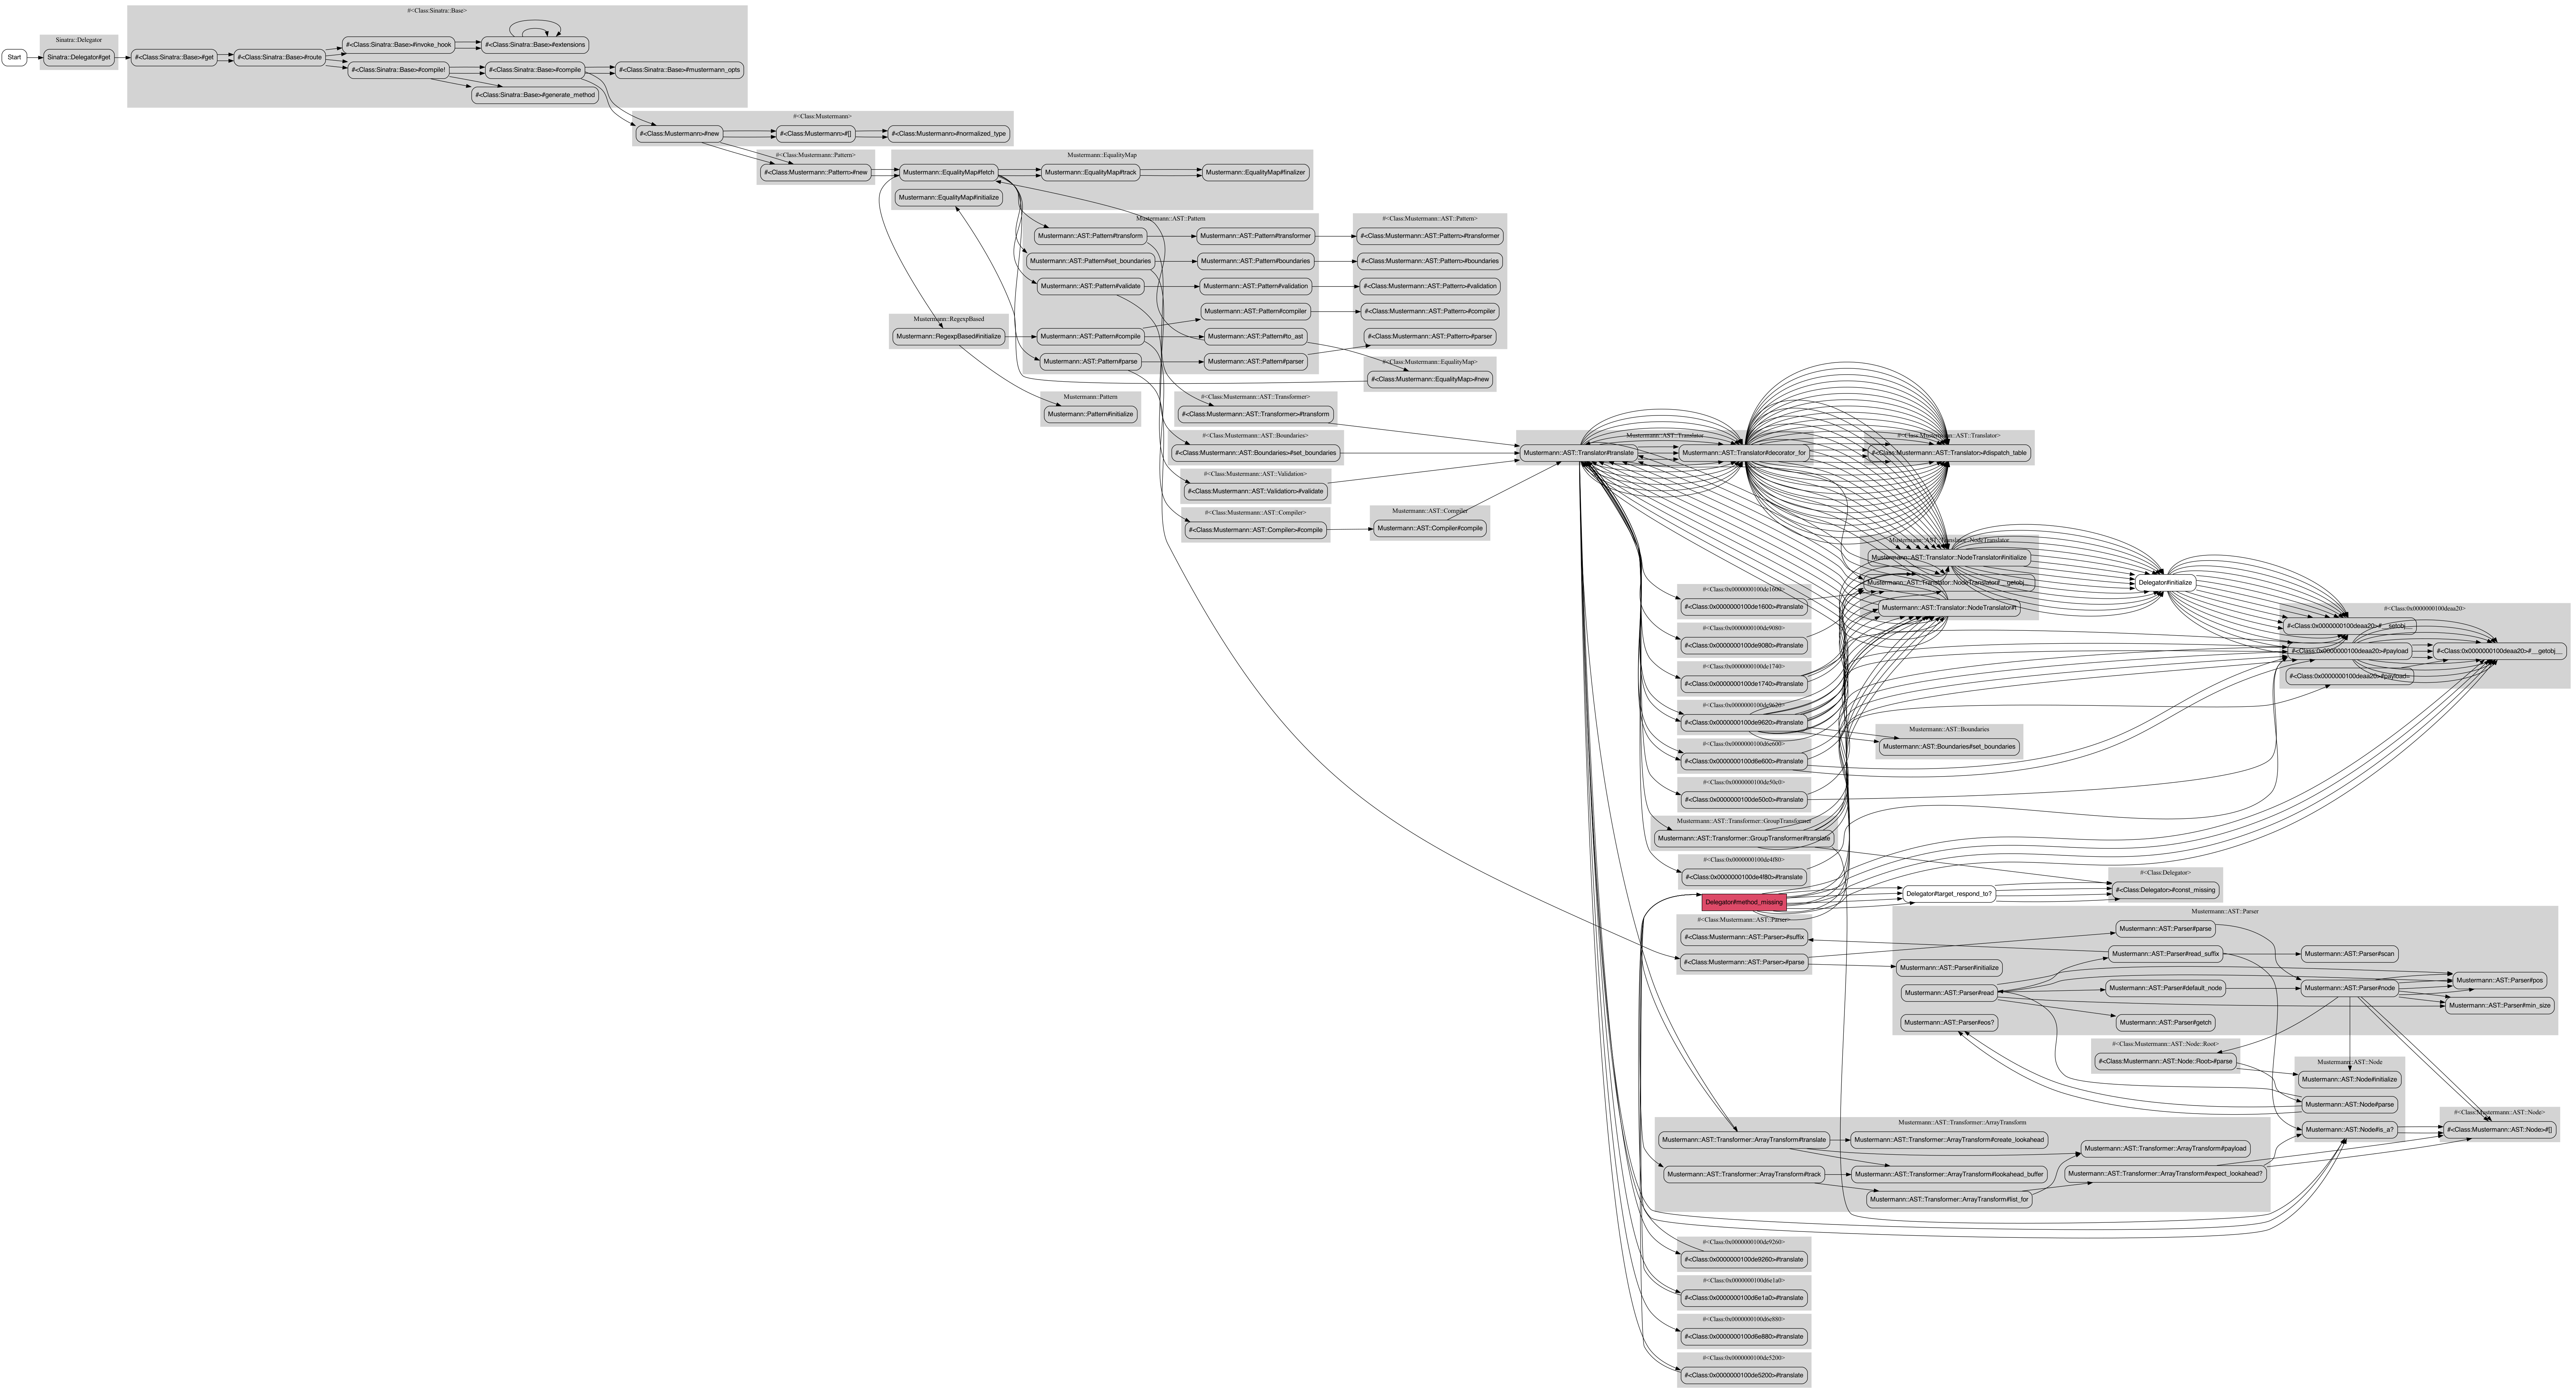 #<Class:Sinatra::Base>
Sinatra::Delegator
Start
Sinatra::Delegator#get
#<Class:Sinatra::Base>#get
#<Class:Sinatra::Base>#route
#<Class:Sinatra::Base>#invoke_hook
#<Class:Sinatra::Base>#extensions
#<Class:Sinatra::Base>#compile!
#<Class:Sinatra::Base>#compile
#<Class:Sinatra::Base>#mustermann_opts
#<Class:Sinatra::Base>#generate_method
#<Class:Mustermann>
#<Class:Mustermann>#new
#<Class:Mustermann>#[]
#<Class:Mustermann>#normalized_type
#<Class:Mustermann::Pattern>
#<Class:Mustermann::Pattern>#new
Mustermann::EqualityMap
Mustermann::EqualityMap#fetch
Mustermann::EqualityMap#track
Mustermann::EqualityMap#finalizer
Mustermann::EqualityMap#initialize
Mustermann::AST::Pattern
Mustermann::AST::Pattern#transform
Mustermann::AST::Pattern#transformer
Mustermann::AST::Pattern#set_boundaries
Mustermann::AST::Pattern#boundaries
Mustermann::AST::Pattern#validate
Mustermann::AST::Pattern#validation
Mustermann::AST::Pattern#compiler
Mustermann::AST::Pattern#compile
Mustermann::AST::Pattern#to_ast
Mustermann::AST::Pattern#parse
Mustermann::AST::Pattern#parser
#<Class:Mustermann::AST::Pattern>
#<Class:Mustermann::AST::Pattern>#transformer
#<Class:Mustermann::AST::Pattern>#boundaries
#<Class:Mustermann::AST::Pattern>#validation
#<Class:Mustermann::AST::Pattern>#compiler
#<Class:Mustermann::AST::Pattern>#parser
Mustermann::RegexpBased
Mustermann::RegexpBased#initialize
#<Class:Mustermann::EqualityMap>
#<Class:Mustermann::EqualityMap>#new
Mustermann::Pattern
Mustermann::Pattern#initialize
#<Class:Mustermann::AST::Transformer>
#<Class:Mustermann::AST::Transformer>#transform
#<Class:Mustermann::AST::Boundaries>
#<Class:Mustermann::AST::Boundaries>#set_boundaries
#<Class:Mustermann::AST::Validation>
#<Class:Mustermann::AST::Validation>#validate
#<Class:Mustermann::AST::Compiler>
#<Class:Mustermann::AST::Compiler>#compile
Mustermann::AST::Compiler
Mustermann::AST::Compiler#compile
Mustermann::AST::Translator
Mustermann::AST::Translator#translate
Mustermann::AST::Translator#decorator_for
#<Class:Mustermann::AST::Translator>
#<Class:Mustermann::AST::Translator>#dispatch_table
Mustermann::AST::Translator::NodeTranslator
Mustermann::AST::Translator::NodeTranslator#initialize
Mustermann::AST::Translator::NodeTranslator#__getobj__
Mustermann::AST::Translator::NodeTranslator#t
Delegator#initialize
#<Class:0x0000000100deaa20>
#<Class:0x0000000100deaa20>#__setobj__
#<Class:0x0000000100deaa20>#payload
#<Class:0x0000000100deaa20>#__getobj__
#<Class:0x0000000100deaa20>#payload=
#<Class:0x0000000100de1600>
#<Class:0x0000000100de1600>#translate
#<Class:0x0000000100de9080>
#<Class:0x0000000100de9080>#translate
#<Class:0x0000000100de1740>
#<Class:0x0000000100de1740>#translate
#<Class:0x0000000100de9620>
#<Class:0x0000000100de9620>#translate
Mustermann::AST::Boundaries
Mustermann::AST::Boundaries#set_boundaries
#<Class:0x0000000100d6e600>
#<Class:0x0000000100d6e600>#translate
#<Class:0x0000000100de50c0>
#<Class:0x0000000100de50c0>#translate
Mustermann::AST::Transformer::GroupTransformer
Mustermann::AST::Transformer::GroupTransformer#translate
#<Class:0x0000000100de4f80>
#<Class:0x0000000100de4f80>#translate
Delegator#method_missing
Delegator#target_respond_to?
#<Class:Delegator>
#<Class:Delegator>#const_missing
#<Class:Mustermann::AST::Parser>
#<Class:Mustermann::AST::Parser>#suffix
#<Class:Mustermann::AST::Parser>#parse
Mustermann::AST::Parser
Mustermann::AST::Parser#parse
Mustermann::AST::Parser#read_suffix
Mustermann::AST::Parser#scan
Mustermann::AST::Parser#initialize
Mustermann::AST::Parser#pos
Mustermann::AST::Parser#read
Mustermann::AST::Parser#default_node
Mustermann::AST::Parser#node
Mustermann::AST::Parser#min_size
Mustermann::AST::Parser#eos?
Mustermann::AST::Parser#getch
#<Class:Mustermann::AST::Node::Root>
#<Class:Mustermann::AST::Node::Root>#parse
Mustermann::AST::Node
Mustermann::AST::Node#initialize
Mustermann::AST::Node#parse
Mustermann::AST::Node#is_a?
#<Class:Mustermann::AST::Node>
#<Class:Mustermann::AST::Node>#[]
Mustermann::AST::Transformer::ArrayTransform
Mustermann::AST::Transformer::ArrayTransform#translate
Mustermann::AST::Transformer::ArrayTransform#create_lookahead
Mustermann::AST::Transformer::ArrayTransform#payload
Mustermann::AST::Transformer::ArrayTransform#track
Mustermann::AST::Transformer::ArrayTransform#lookahead_buffer
Mustermann::AST::Transformer::ArrayTransform#expect_lookahead?
Mustermann::AST::Transformer::ArrayTransform#list_for
#<Class:0x0000000100de9260>
#<Class:0x0000000100de9260>#translate
#<Class:0x0000000100d6e1a0>
#<Class:0x0000000100d6e1a0>#translate
#<Class:0x0000000100d6e880>
#<Class:0x0000000100d6e880>#translate
#<Class:0x0000000100de5200>
#<Class:0x0000000100de5200>#translate